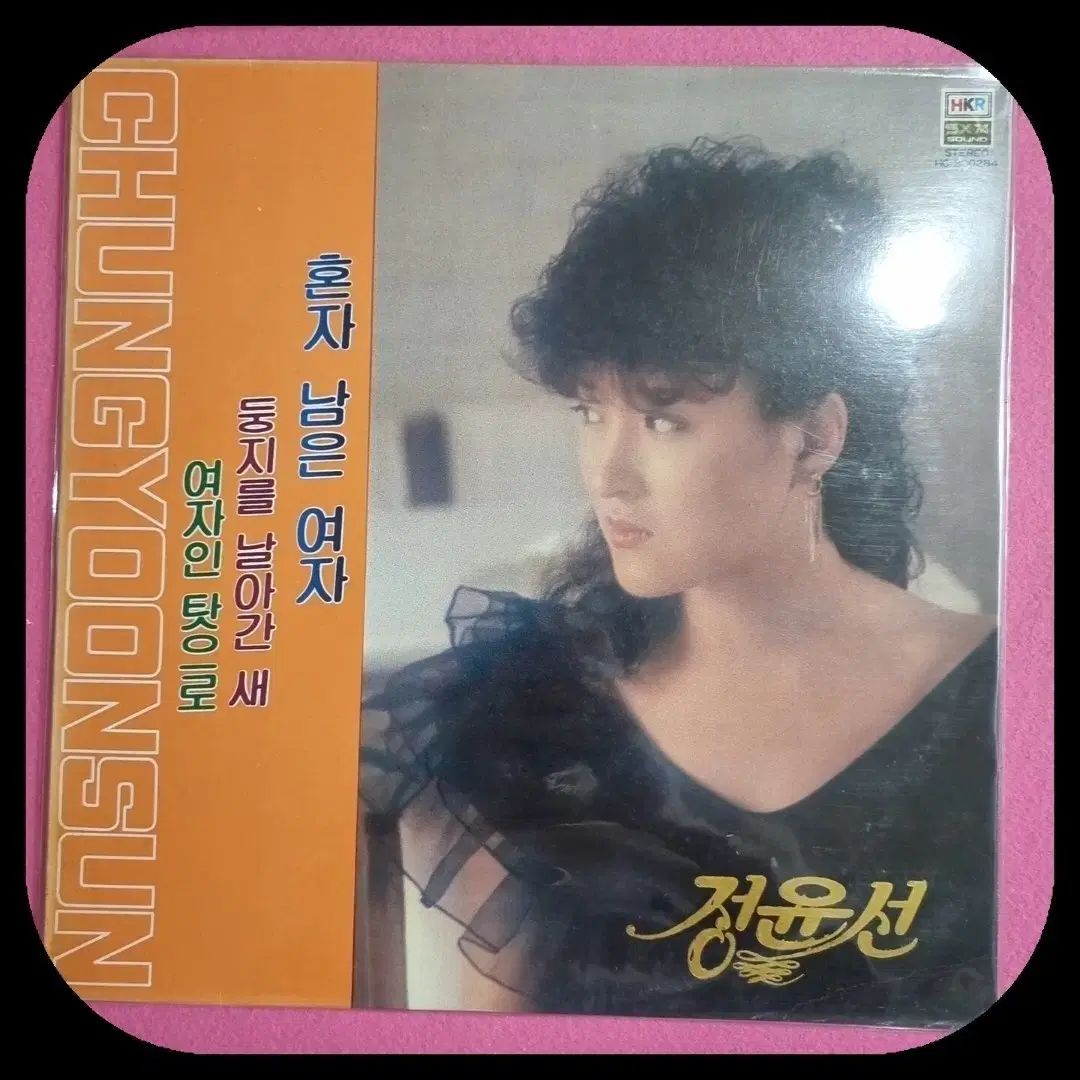 CHUNGYOONSUN
혼자 남은 여자
둥지를 날아간 새
여자인 탓으로
HKR
SOUND
STEREO
정윤선